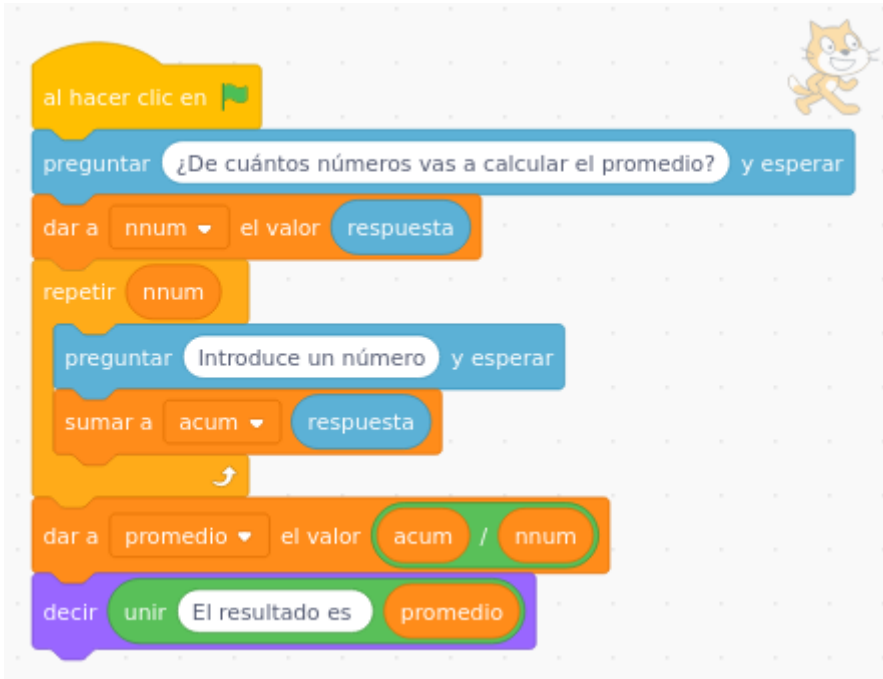 al hacer clic en
preguntar ¿De cuántos números vas a calcular el promedio? y esperar
dar a nnum el valor respuesta
repetir nnum
preguntar Introduce un número y esperar
sumar a acum respuesta
dar a promedio el valor acum / nnum
decir unir El resultado es promedio